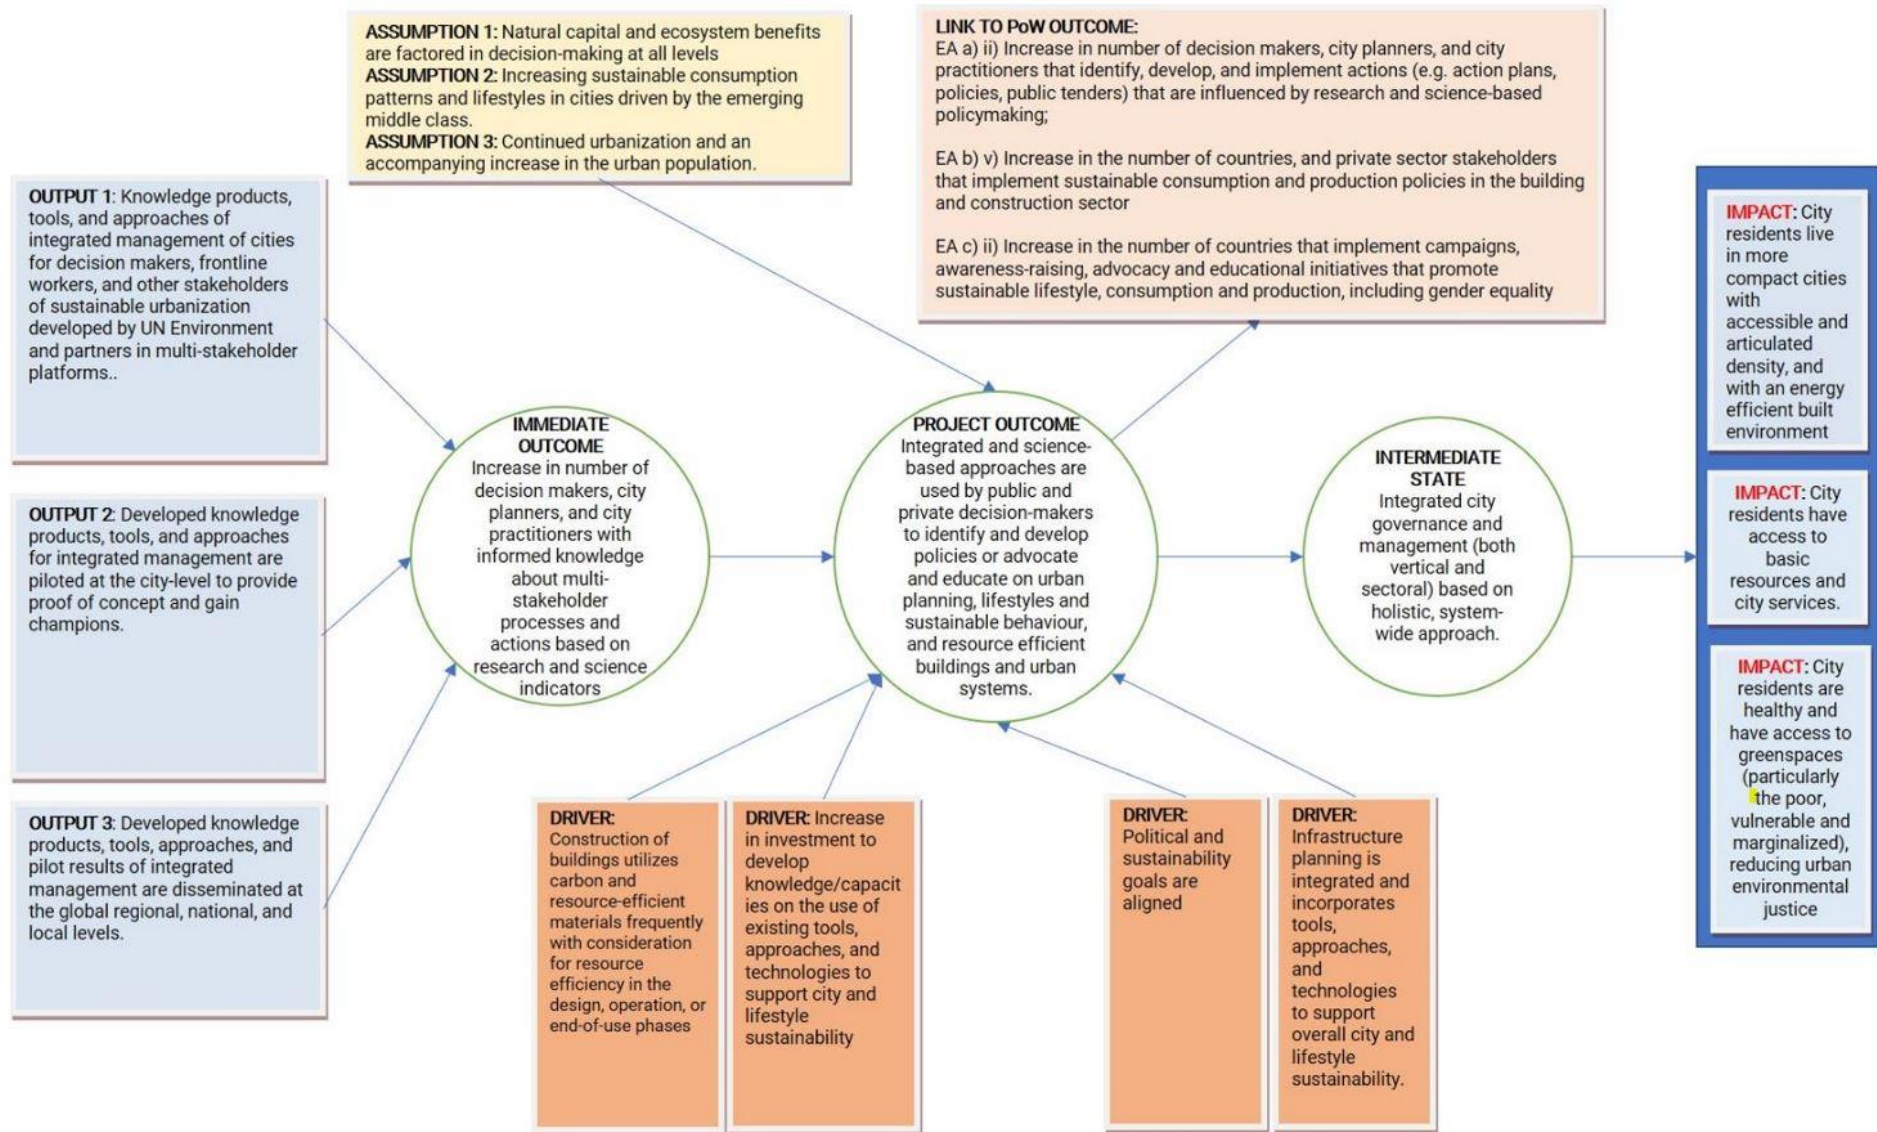 ASSUMPTION 1: Natural capital and ecosystem benefits
are factored in decision-making at all levels
ASSUMPTION 2: Increasing sustainable consumption
patterns and lifestyles in cities driven by the emerging
middle class.
ASSUMPTION 3: Continued urbanization and an
accompanying increase in the urban population.
LINK TO PoW OUTCOME:
EA a) ii) Increase in number of decision makers, city planners, and city
practitioners that identify, develop, and implement actions (e.g. action plans,
policies, public tenders) that are influenced by research and science-based
policymaking;
EA b) v) Increase in the number of countries, and private sector stakeholders
that implement sustainable consumption and production policies in the building
and construction sector
EA c) ii) Increase in the number of countries that implement campaigns,
awareness-raising, advocacy and educational initiatives that promote
sustainable lifestyle, consumption and production, including gender equality
OUTPUT 1: Knowledge products,
tools, and approaches of
integrated management of cities
for decision makers, frontline
workers, and other stakeholders
of sustainable urbanization
developed by UN Environment
and partners in multi-stakeholder
platforms..
OUTPUT 2: Developed knowledge
products, tools, and approaches
for integrated management are
piloted at the city-level to provide
proof of concept and gain
champions.
OUTPUT 3: Developed knowledge
products, tools, approaches, and
pilot results of integrated
management are disseminated at
the global regional, national, and
local levels.
IMMEDIATE
OUTCOME
Increase in number of
decision makers, city
planners, and city
practitioners with
informed knowledge
about multi-
stakeholder
processes and
actions based on
research and science
indicators
PROJECT OUTCOME
Integrated and science-
based approaches are
used by public and
private decision-makers
to identify and develop
policies or advocate
and educate on urban
planning, lifestyles and
sustainable behaviour,
and resource efficient
buildings and urban
systems.
INTERMEDIATE
STATE
Integrated city
governance and
management (both
vertical and
sectoral) based on
holistic, system-
wide approach.
IMPACT: City
residents live
in more
compact cities
with
accessible and
articulated
density, and
with an energy
efficient built
environment
IMPACT: City
residents have
access to
basic
resources and
city services.
IMPACT: City
residents are
healthy and
have access to
greenspaces
(particularly
the poor,
vulnerable and
marginalized),
reducing urban
environmental
justice
DRIVER:
Construction of
buildings utilizes
carbon and
resource-efficient
materials frequently
with consideration
for resource
efficiency in the
design, operation, or
end-of-use phases
DRIVER: Increase
in investment to
develop
knowledge/capacit
ies on the use of
existing tools,
approaches, and
technologies to
support city and
lifestyle
sustainability
DRIVER:
Political and
sustainability
goals are
aligned
DRIVER:
Infrastructure
planning is
integrated and
incorporates
tools,
approaches,
and
technologies
to support
overall city and
lifestyle
sustainability.